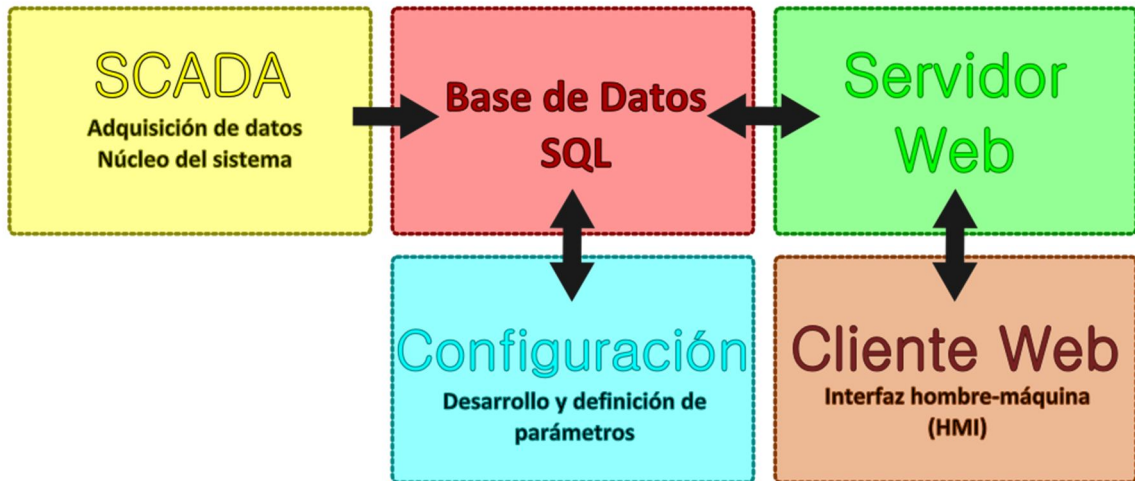 SCADA
Adquisición de datos
Núcleo del sistema
Base de Datos
SQL
Servidor
Web
Configuración
Desarrollo y definición de
parámetros
Cliente Web
Interfaz hombre-máquina
(HMI)